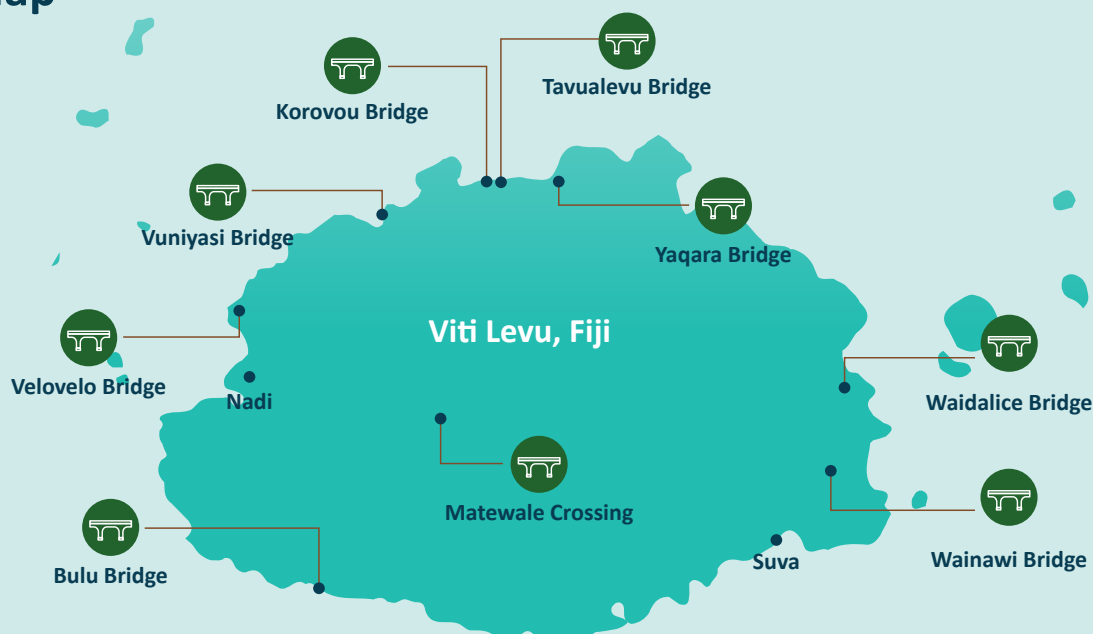 Tavualevu Bridge
Korovou Bridge
Vuniyasi Bridge
Yaqara Bridge
Viti Levu, Fiji
Velovelo Bridge
Nadi
Waidalice Bridge
Matewale Crossing
Suva
Wainawi Bridge
Bulu Bridge